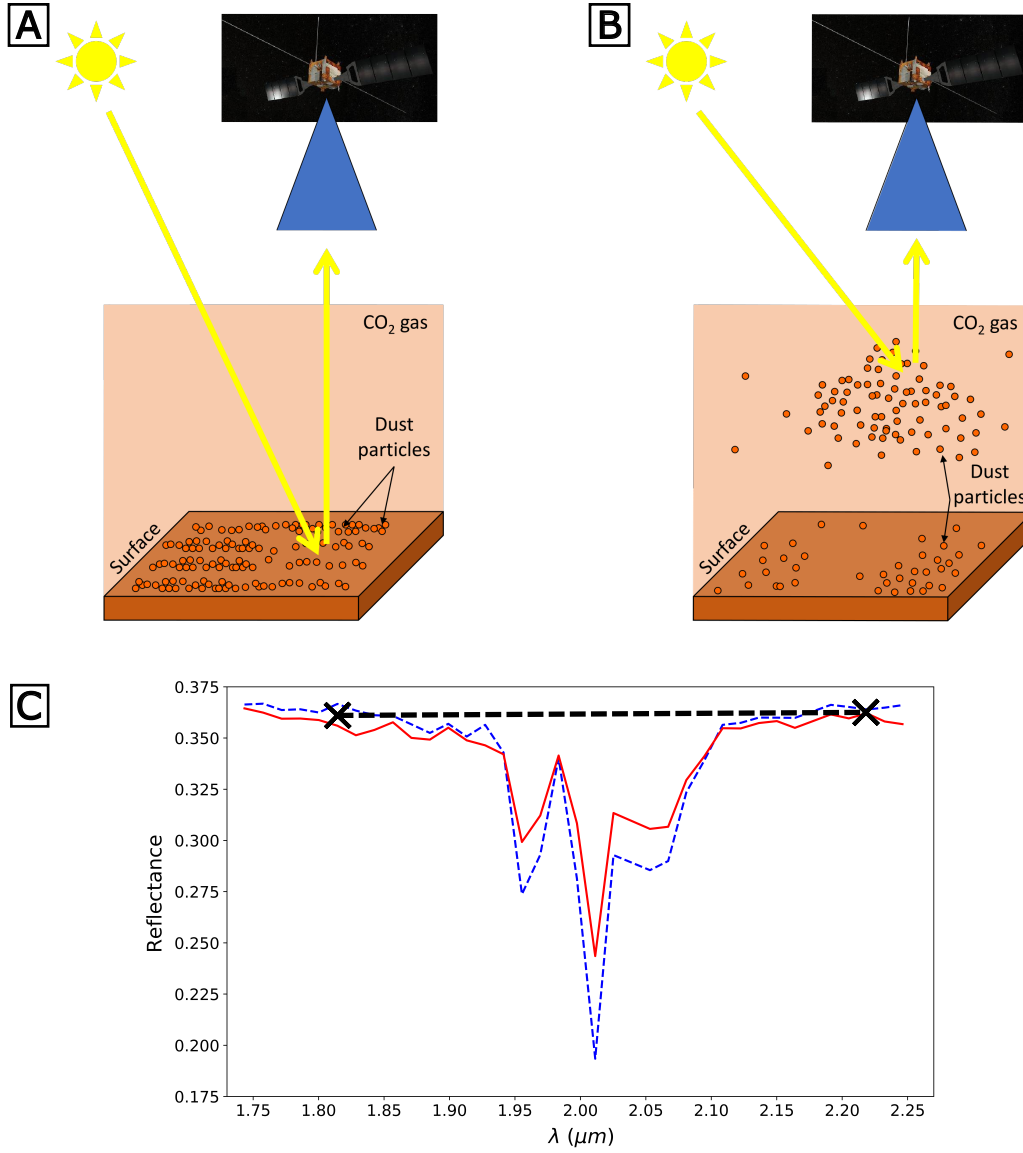 A
B
CO₂ gas
CO₂ gas
Dust
particles
Dust
particles
Surface
Surface
C
0.375
0.350
0.325
0.300
0.275
0.250
0.225
0.200
0.175
Reflectance
1.75 1.80 1.85 1.90 1.95 2.00 2.05 2.10 2.15 2.20 2.25
λ (μm)